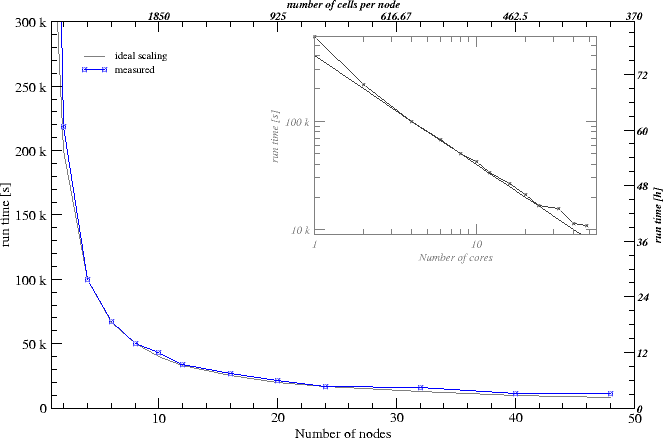 number of cells per node
1850 925 616.67 462.5 370
300 k
ideal scaling
measured
250 k
200 k
150 k
100 k
50 k
0
run time [s]
10 20 30 40 50
Number of nodes
72
60
48
36
24
12
0
run time [h]
100 k
10 k
run time [s]
1 10
Number of cores